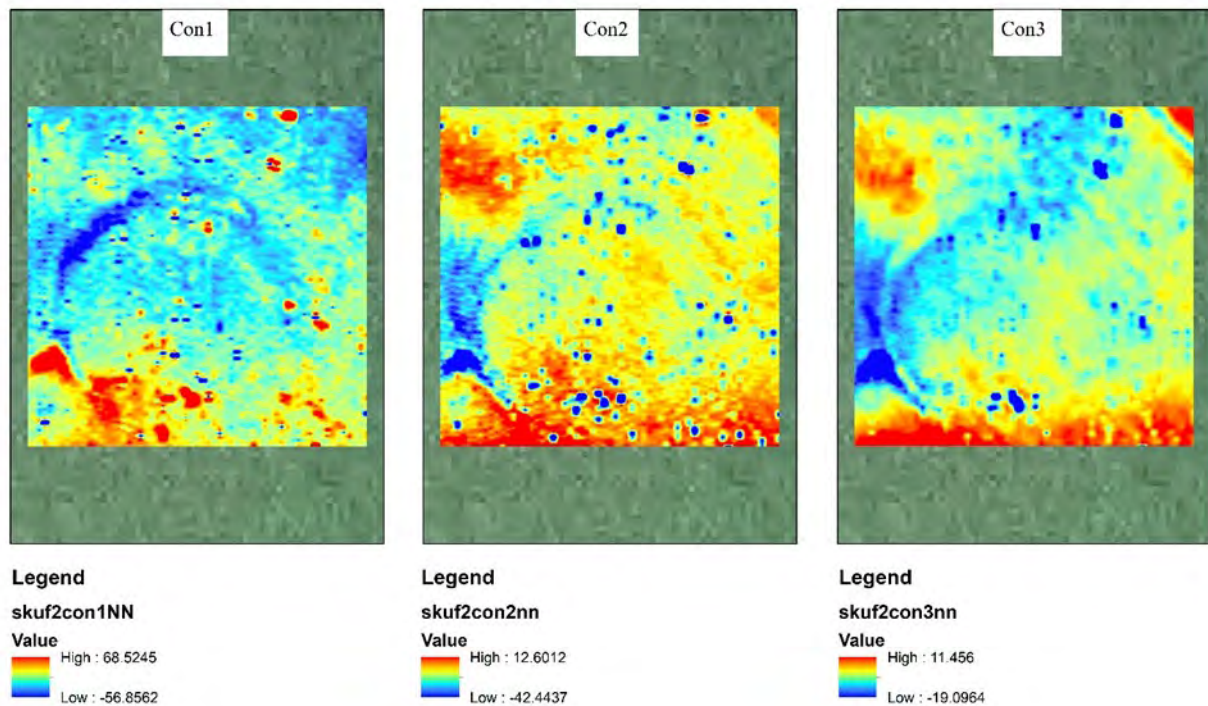 Con1
Con2
Con3
Legend
skuf2con1NN
Value
High : 68.5245
Low : -56.8562
Legend
skuf2con2nn
Value
High : 12.6012
Low : -42.4437
Legend
skuf2con3nn
Value
High : 11.456
Low : -19.0964